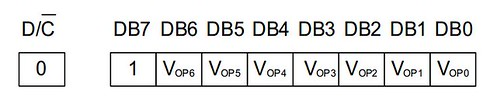 D/C̅ DB7 DB6 DB5 DB4 DB3 DB2 DB1 DB0
0 1 VOP6 VOP5 VOP4 VOP3 VOP2 VOP1 VOP0